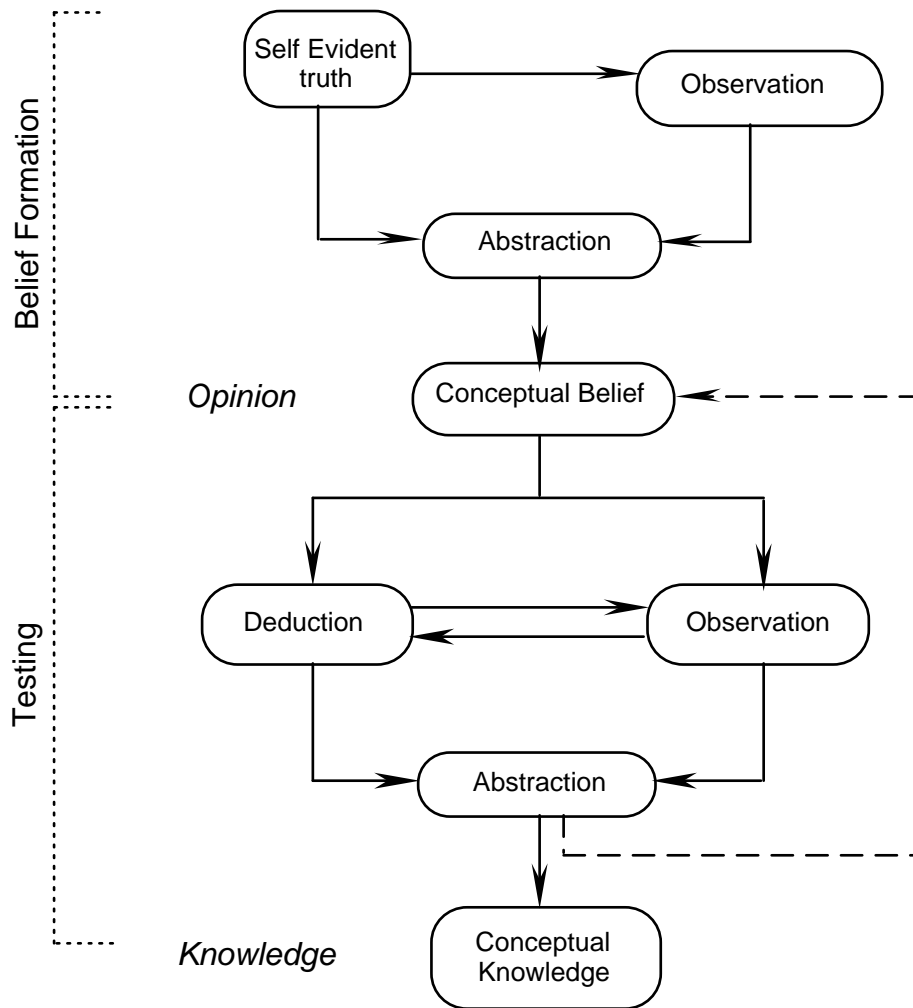 Self Evident
truth
Observation
Belief Formation
Abstraction
Opinion
Conceptual Belief
Testing
Deduction
Observation
Abstraction
Knowledge
Conceptual
Knowledge